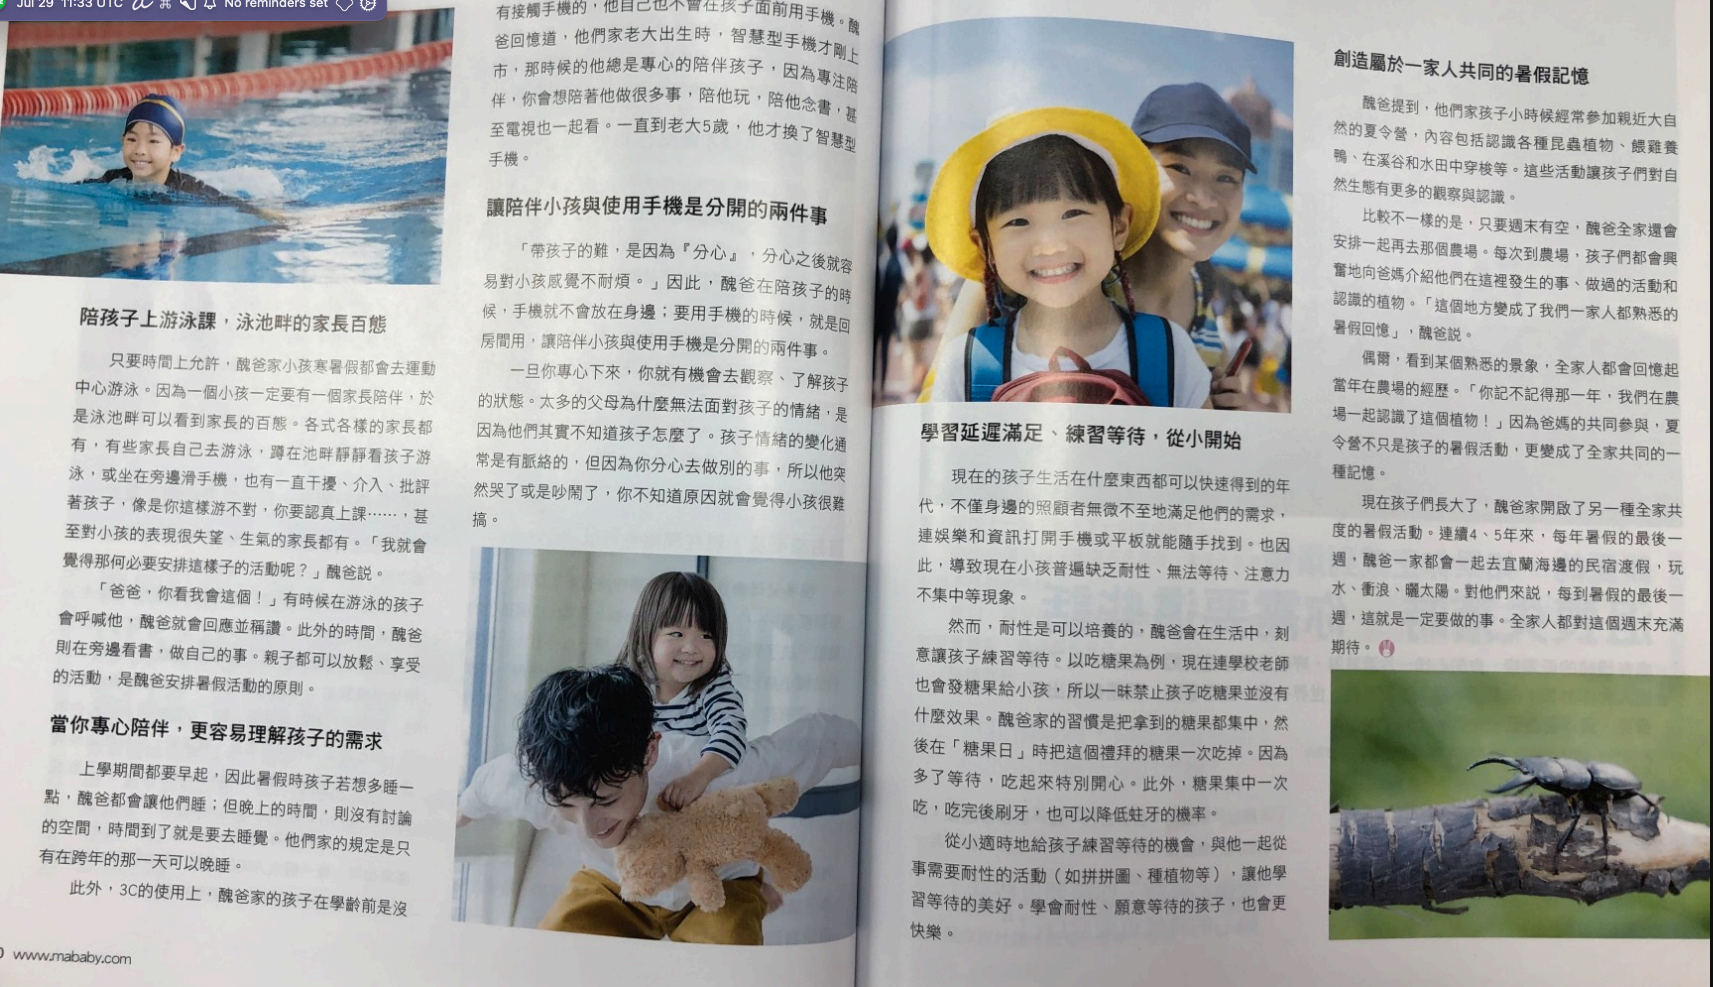 Jul 29 11:33 UTC
No reminders set
陪孩子上游泳課，泳池畔的家長百態
只要時間上允許，醜爸家小孩寒暑假都會去運動
中心游泳。因為一個小孩一定要有一個家長陪伴，於
是泳池畔可以看到家長的百態。各式各樣的家長都
有，有些家長自己去游泳，蹲在池畔靜靜看孩子游
泳，或坐在旁邊滑手機，也有一直干擾、介入、批評
著孩子，像是你這樣游不對，你要認真上課⋯⋯，甚
至對小孩的表現很失望、生氣的家長都有。「我就會
覺得那何必要安排這樣子的活動呢？」醜爸說。
「爸爸，你看我會這個！」有時候在游泳的孩子
會呼喊他，醜爸就會回應並稱讚。此外的時間，醜爸
則在旁邊看書，做自己的事。親子都可以放鬆、享受
的活動，是醜爸安排暑假活動的原則。
當你專心陪伴，更容易理解孩子的需求
上學期間都要早起，因此暑假時孩子若想多睡一
點，醜爸都會讓他們睡；但晚上的時間，則沒有討論
的空間，時間到了就是要去睡覺。他們家的規定是只
有在跨年的那一天可以晚睡。
此外，3C的使用上，醜爸家的孩子在學齡前是沒
www.mababy.com
有接觸手機的，他自己也不會在孩子面前用手機。醜
爸回憶道，他們家老大出生時，智慧型手機才剛上
市，那時候的他總是專心的陪伴孩子，因為專注陪
伴，你會想陪著他做很多事，陪他玩，陪他念書，甚
至電視也一起看。一直到老大5歲，他才換了智慧型
手機。
讓陪伴小孩與使用手機是分開的兩件事
「帶孩子的難，是因為『分心』，分心之後就容
易對小孩感覺不耐煩。」因此，醜爸在陪孩子的時
候，手機就不會放在身邊；要用手機的時候，就是回
房間用，讓陪伴小孩與使用手機是分開的兩件事。
一旦你專心下來，你就有機會去觀察、了解孩子
的狀態。太多的父母為什麼無法面對孩子的情緒，是
因為他們其實不知道孩子怎麼了。孩子情緒的變化通
常是有脈絡的，但因為你分心去做別的事，所以他突
然哭了或是吵鬧了，你不知道原因就會覺得小孩很難
搞。
學習延遲滿足、練習等待，從小開始
現在的孩子生活在什麼東西都可以快速得到的年
代，不僅身邊的照顧者無微不至地滿足他們的需求，
連娛樂和資訊打開手機或平板就能隨手找到。也因
此，導致現在小孩普遍缺乏耐性、無法等待、注意力
不集中等現象。
然而，耐性是可以培養的，醜爸會在生活中，刻
意讓孩子練習等待。以吃糖果為例，現在連學校老師
也會發糖果給小孩，所以一昧禁止孩子吃糖果並沒有
什麼效果。醜爸家的習慣是把拿到的糖果都集中，然
後在「糖果日」時把這個禮拜的糖果一次吃掉。因為
多了等待，吃起來特別開心。此外，糖果集中一次
吃，吃完後刷牙，也可以降低蛀牙的機率。
從小適時地給孩子練習等待的機會，與他一起從
事需要耐性的活動（如拼拼圖、種植物等），讓他學
習等待的美好。學會耐性、願意等待的孩子，也會更
快樂。
創造屬於一家人共同的暑假記憶
醜爸提到，他們家孩子小時候經常參加親近大自
然的夏令營，內容包括認識各種昆蟲植物、餵雞養
鴨、在溪谷和水田中穿梭等。這些活動讓孩子們對自
然生態有更多的觀察與認識。
比較不一樣的是，只要週末有空，醜爸全家還會
安排一起再去那個農場。每次到農場，孩子們都會興
奮地向爸媽介紹他們在這裡發生的事、做過的活動和
認識的植物。「這個地方變成了我們一家人都熟悉的
暑假回憶」，醜爸說。
偶爾，看到某個熟悉的景象，全家人都會回憶起
當年在農場的經歷。「你記不記得那一年，我們在農
場一起認識了這個植物！」因為爸媽的共同參與，夏
令營不只是孩子的暑假活動，更變成了全家共同的一
種記憶。
現在孩子們長大了，醜爸家開啟了另一種全家共
度的暑假活動。連續4、5年來，每年暑假的最後一
週，醜爸一家都會一起去宜蘭海邊的民宿渡假，玩
水、衝浪、曬太陽。對他們來說，每到暑假的最後一
週，這就是一定要做的事。全家人都對這個週末充滿
期待。